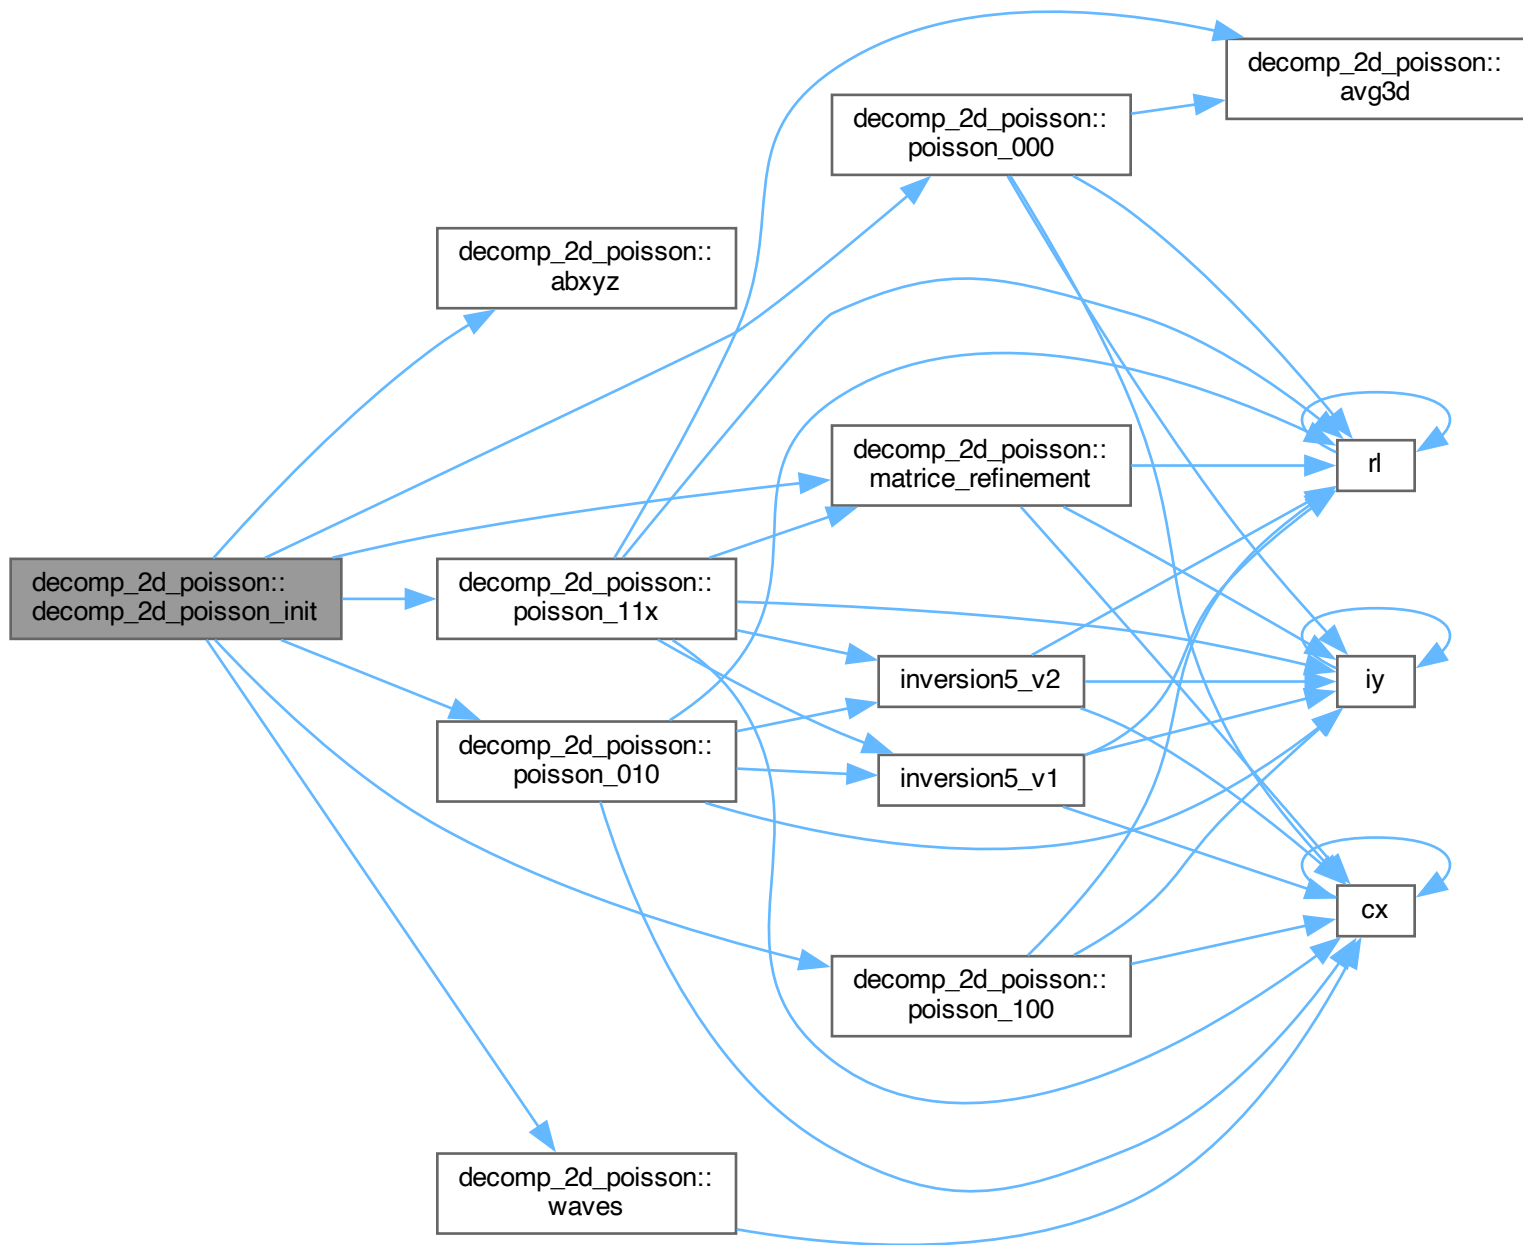 decomp_2d_poisson::
avg3d
decomp_2d_poisson::
poisson_000
decomp_2d_poisson::
abxyz
decomp_2d_poisson::
matrice_refinement
rl
decomp_2d_poisson::
decomp_2d_poisson_init
decomp_2d_poisson::
poisson_11x
inversion5_v2
iy
decomp_2d_poisson::
poisson_010
inversion5_v1
cx
decomp_2d_poisson::
poisson_100
decomp_2d_poisson::
waves